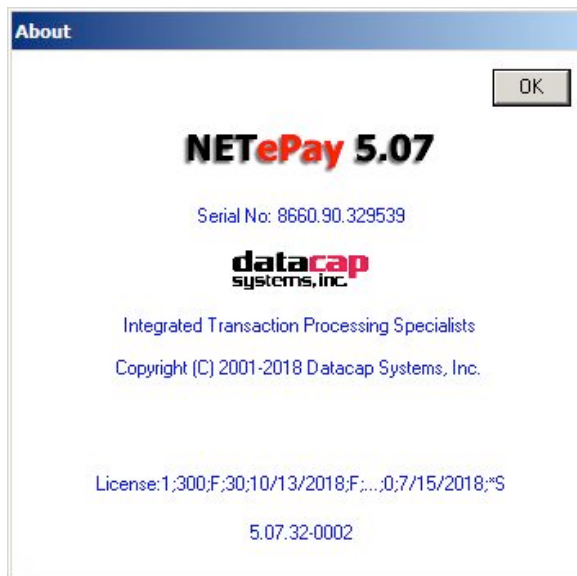 About
OK
NETePay 5.07
Serial No: 8660.90.329539
datacap
systems, inc.
Integrated Transaction Processing Specialists
Copyright (C) 2001-2018 Datacap Systems, Inc.
License:1;300;F;30;10/13/2018;F;...;0;7/15/2018;*S
5.07.32-0002